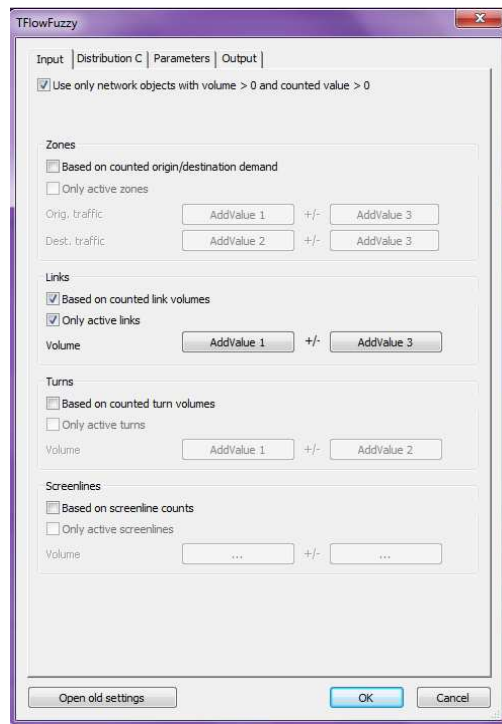 TFlowFuzzy
Input Distribution C Parameters Output
Use only network objects with volume > 0 and counted value > 0
Zones
Based on counted origin/destination demand
Only active zones
Orig. traffic AddValue 1 +/- AddValue 3
Dest. traffic AddValue 2 +/- AddValue 3
Links
Based on counted link volumes
Only active links
Volume AddValue 1 +/- AddValue 3
Turns
Based on counted turn volumes
Only active turns
Volume AddValue 1 +/- AddValue 2
Screenlines
Based on screenline counts
Only active screenlines
Volume ... +/- ...
Open old settings OK Cancel